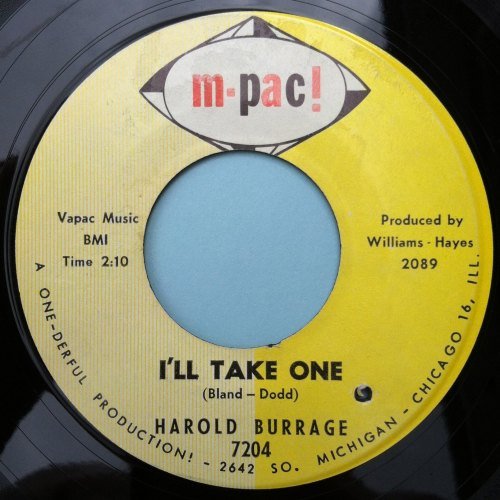 m-pac!
Vapac Music
BMI
Time 2:10
Produced by
Williams - Hayes
2089
I'LL TAKE ONE
(Bland - Dodd)
HAROLD BURRAGE
7204
A ONE-DERFUL PRODUCTION! - 2642 SO. MICHIGAN - CHICAGO 16, ILL.